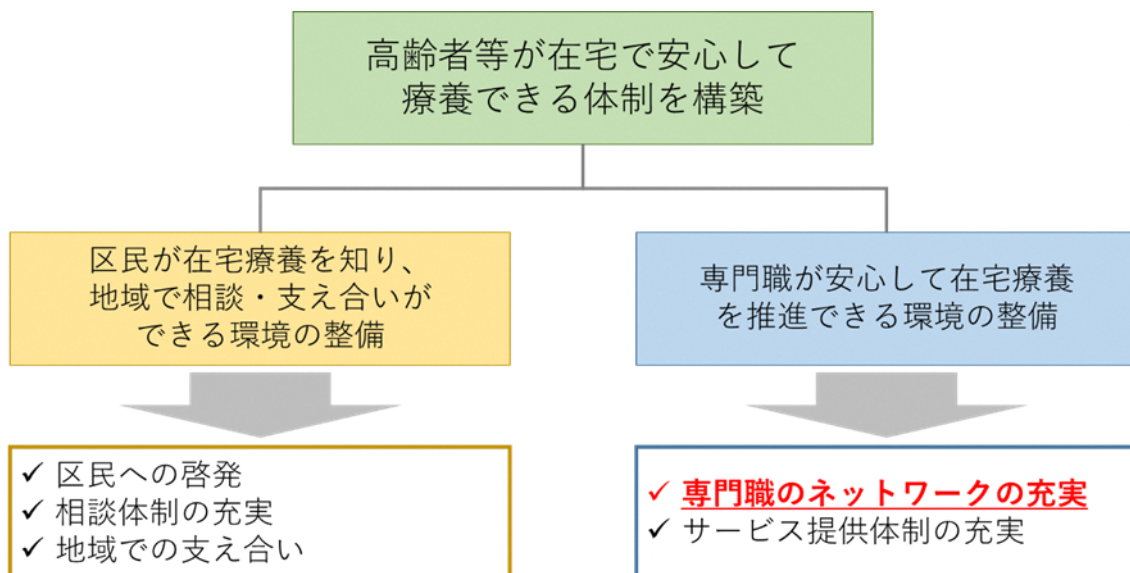 高齢者等が在宅で安心して
療養できる体制を構築
区民が在宅療養を知り、
地域で相談・支え合いが
できる環境の整備
専門職が安心して在宅療養
を推進できる環境の整備
✓ 区民への啓発
✓ 相談体制の充実
✓ 地域での支え合い
✓ 専門職のネットワークの充実
✓ サービス提供体制の充実